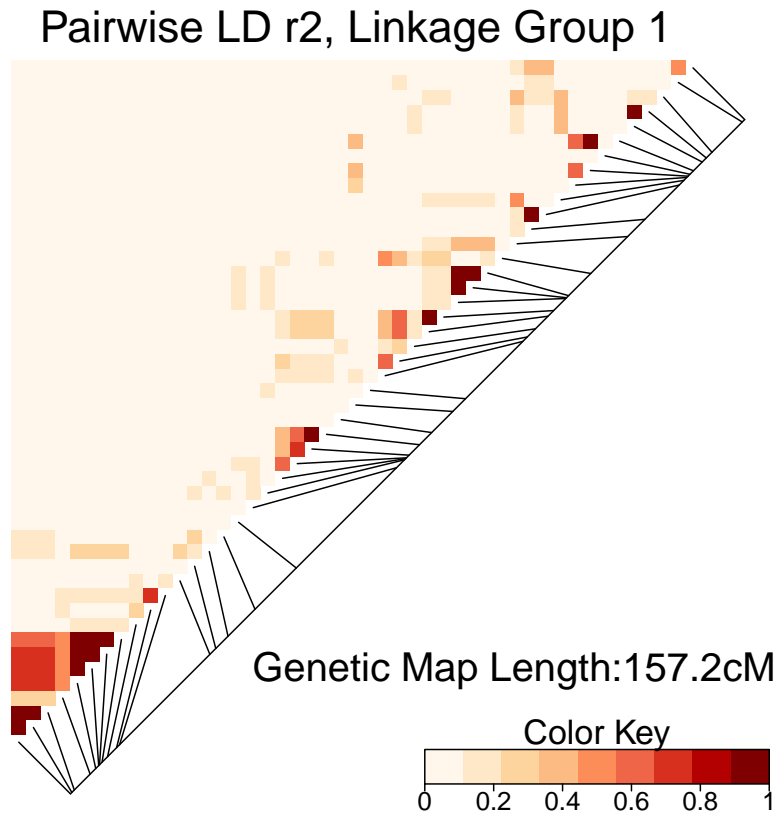 Pairwise LD r2, Linkage Group 1
Genetic Map Length:157.2cM
Color Key
0 0.2 0.4 0.6 0.8 1